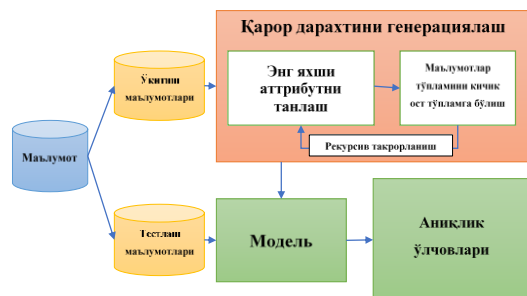 Қарор дарахтини генерациялаш
Ўқитиш
маълумотлари
Энг яхши
аттрибутни
танлаш
Маълумотлар
тўпламини кичик
ост тўпламга бўлиш
Рекурсив такрорланиш
Маълумот
Тестлаш
маълумотлари
Модель
Аниқлик
ўлчовлари